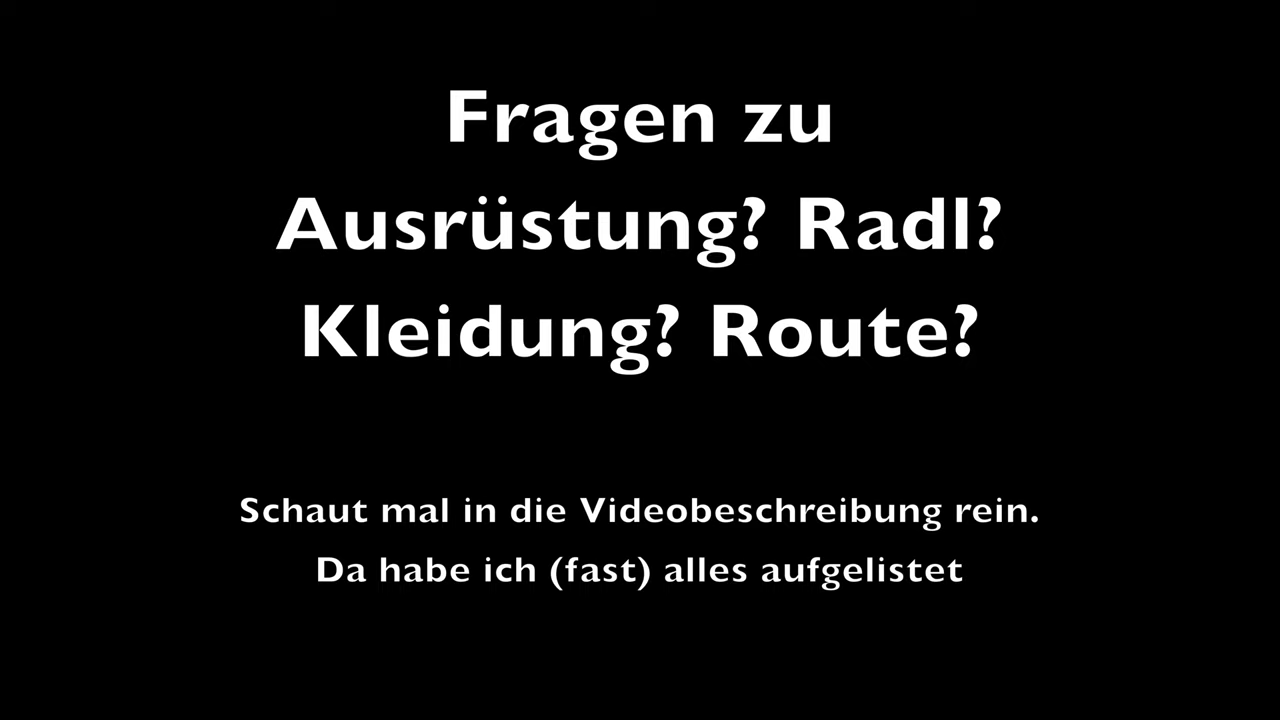 Fragen zu
Ausrüstung? Radl?
Kleidung? Route?
Schaut mal in die Videobeschreibung rein.
Da habe ich (fast) alles aufgelistet